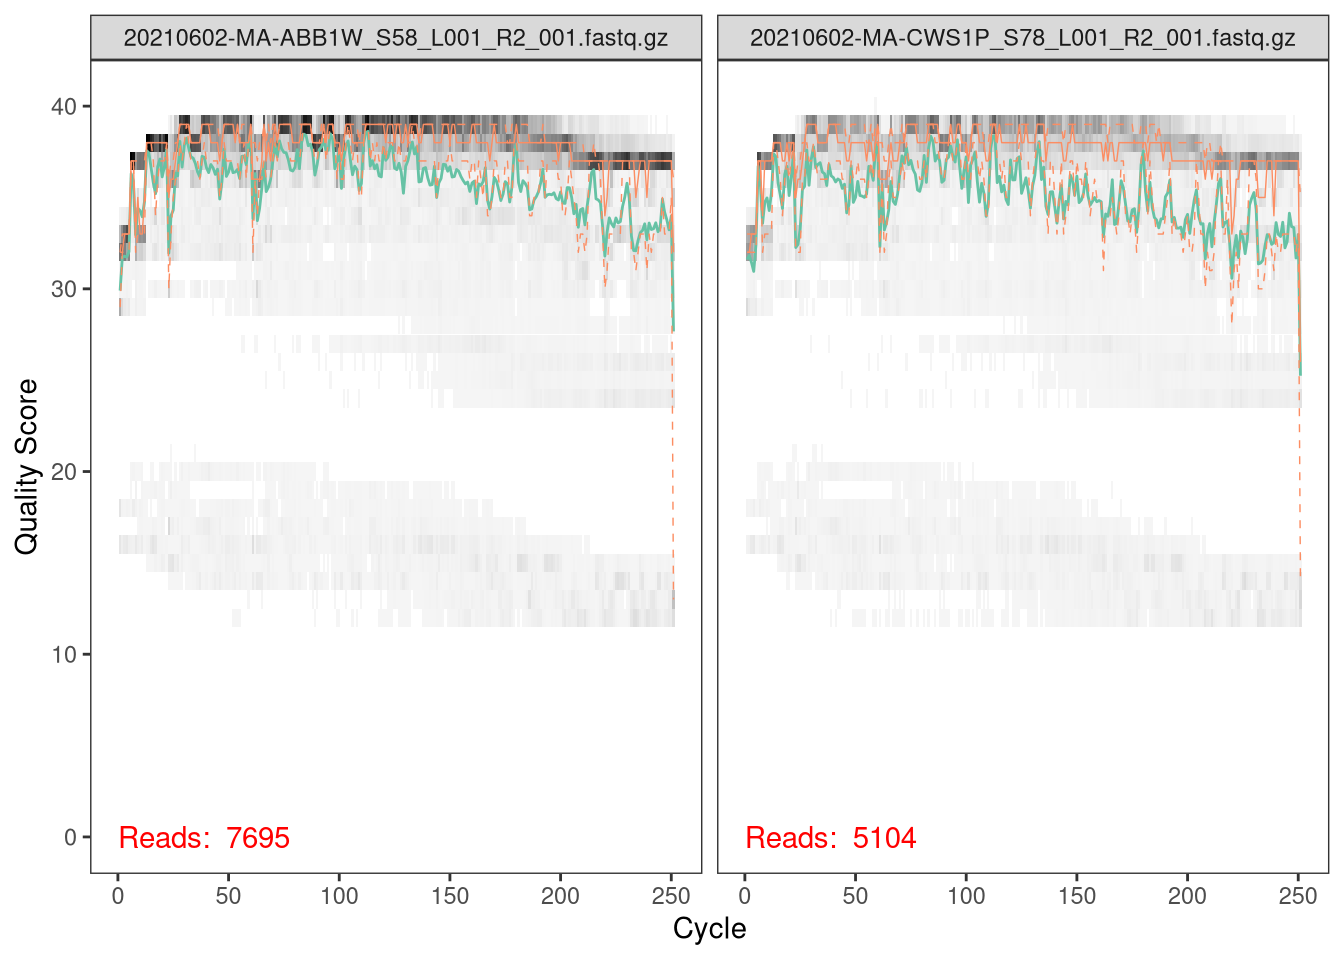 20210602-MA-ABB1W_S58_L001_R2_001.fastq.gz
20210602-MA-CWS1P_S78_L001_R2_001.fastq.gz
Quality Score
40
30
20
10
0
Reads: 7695
Reads: 5104
0 50 100 150 200 250
0 50 100 150 200 250
Cycle